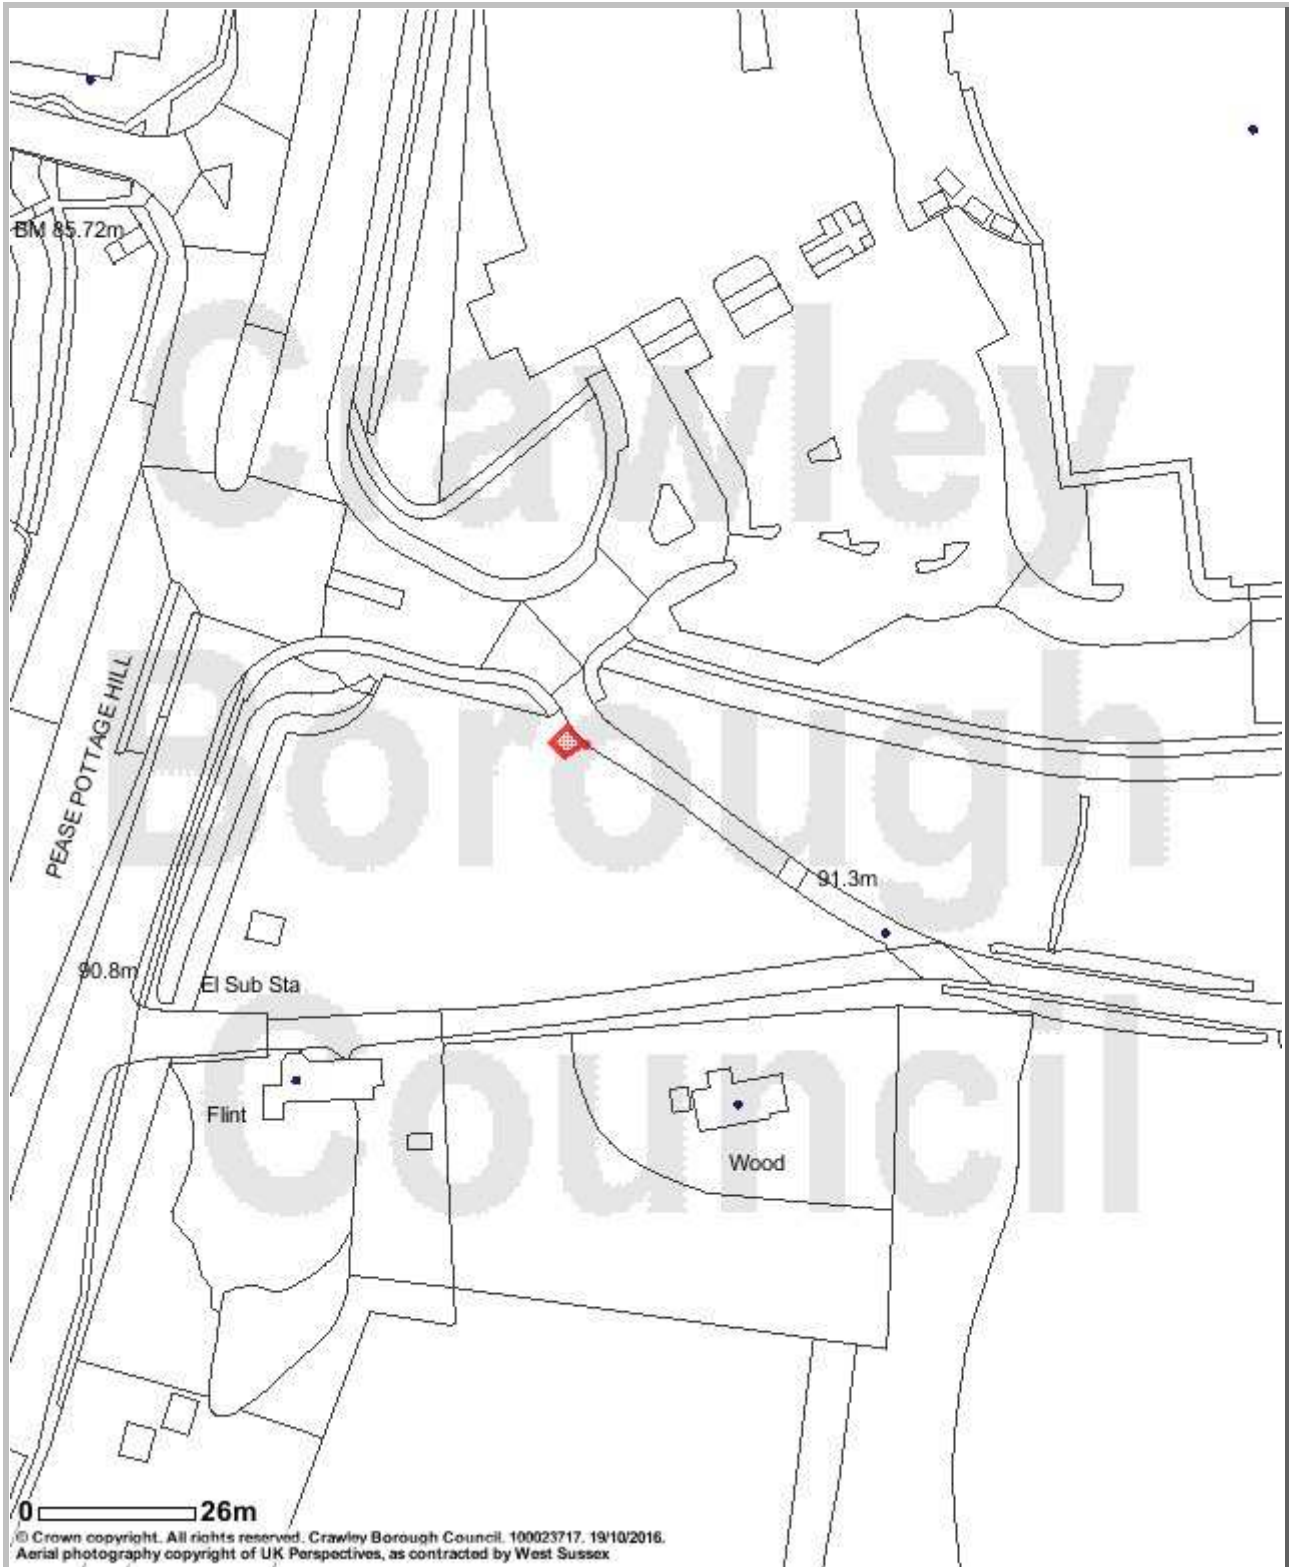 BM 85.72m
Crawley
PEASE POTTAGE HILL
Borough
91.3m
90.8m
El Sub Sta
Council
Flint
Wood
0 26m
© Crown copyright. All rights reserved. Crawley Borough Council. 100023717. 19/10/2016.
Aerial photography copyright of UK Perspectives, as contracted by West Sussex